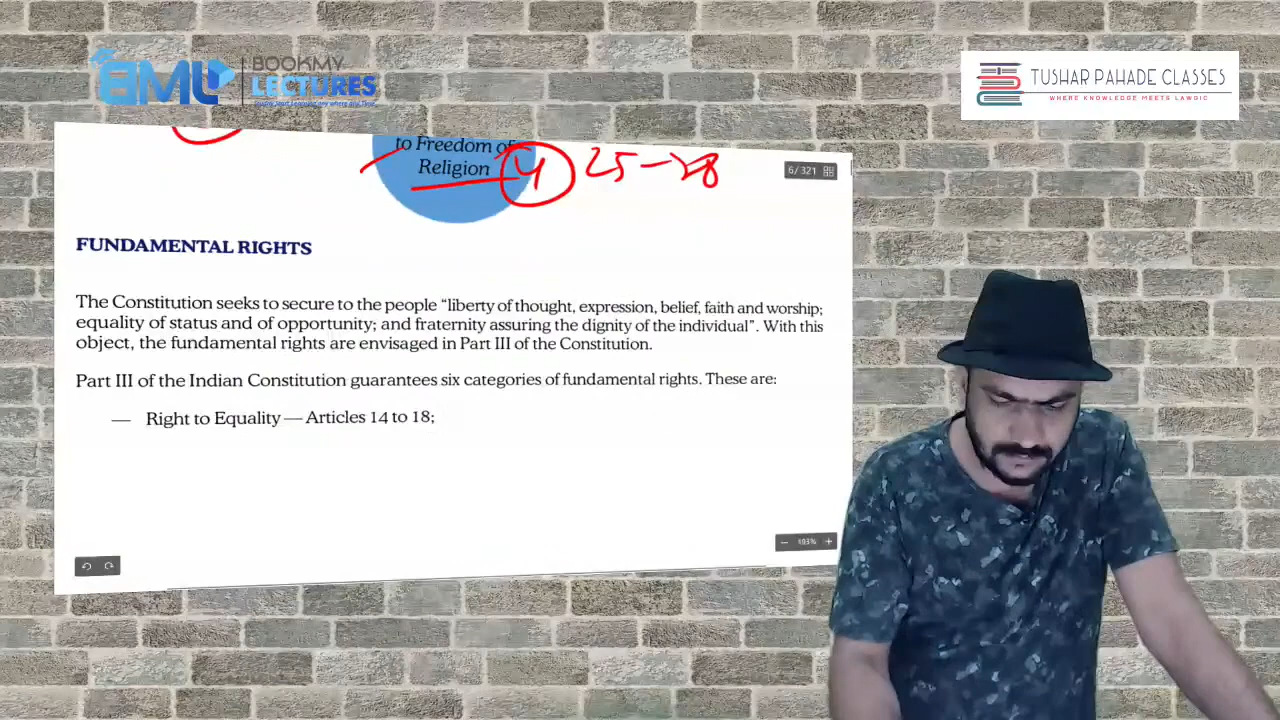 BML
BOOKMY
LECTURES
TUSHAR PAHADE CLASSES
WHERE KNOWLEDGE MEETS LAWGIC
to Freedom of
Religion 4 25-28
6 / 321
FUNDAMENTAL RIGHTS
The Constitution seeks to secure to the people “liberty of thought, expression, belief, faith and worship;
equality of status and of opportunity; and fraternity assuring the dignity of the individual”. With this
object, the fundamental rights are envisaged in Part III of the Constitution.
Part III of the Indian Constitution guarantees six categories of fundamental rights. These are:
— Right to Equality — Articles 14 to 18;
193%